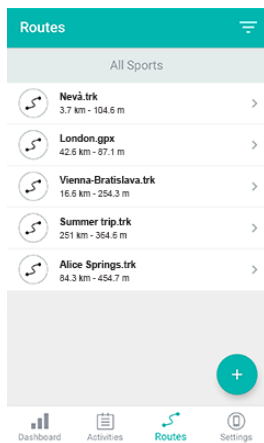 Routes
All Sports
Nevà.trk
3.7 km - 104.6 m
London.gpx
42.6 km - 87.1 m
Vienna-Bratislava.trk
16.6 km - 254.3 m
Summer trip.trk
251 km - 364.6 m
Alice Springs.trk
84.3 km - 454.7 m
+
Dashboard Activities Routes Settings